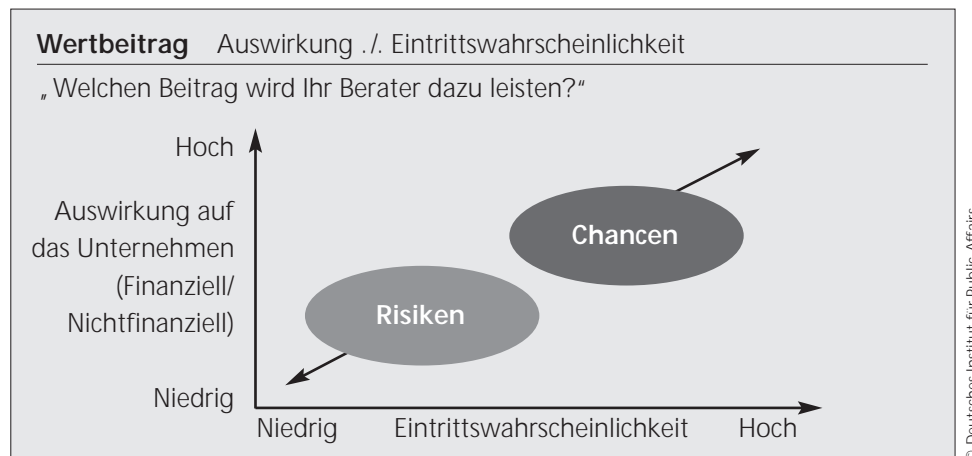 Wertbeitrag Auswirkung ./. Eintrittswahrscheinlichkeit
„Welchen Beitrag wird Ihr Berater dazu leisten?“
Hoch
Auswirkung auf
das Unternehmen
(Finanziell/
Nichtfinanziell)
Niedrig
Chancen
Risiken
Niedrig Eintrittswahrscheinlichkeit Hoch
© Deutsches Institut für Public Affairs